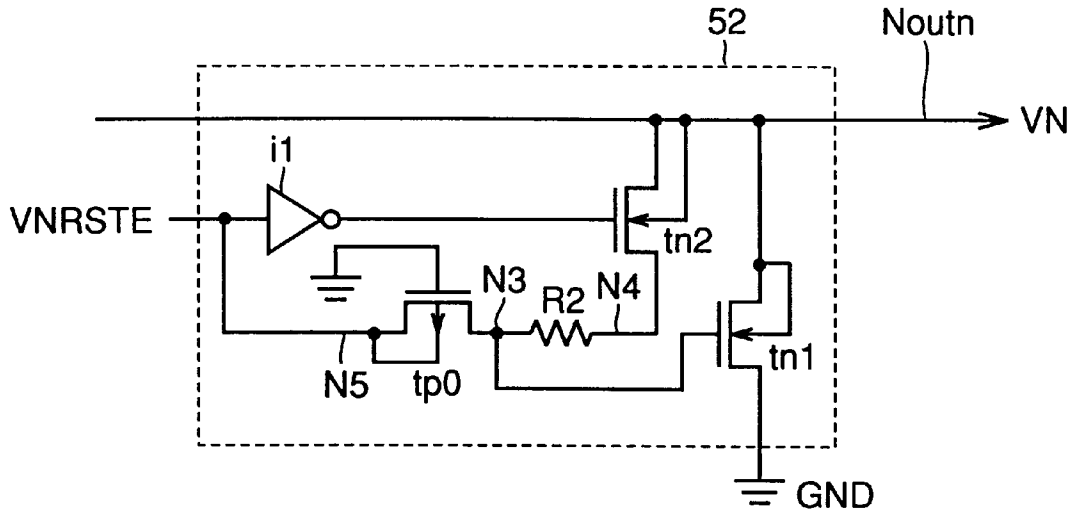 52
Noutn
VN
i1
VNRSTE
tn2
N3
R2
N4
N5
tp0
tn1
GND